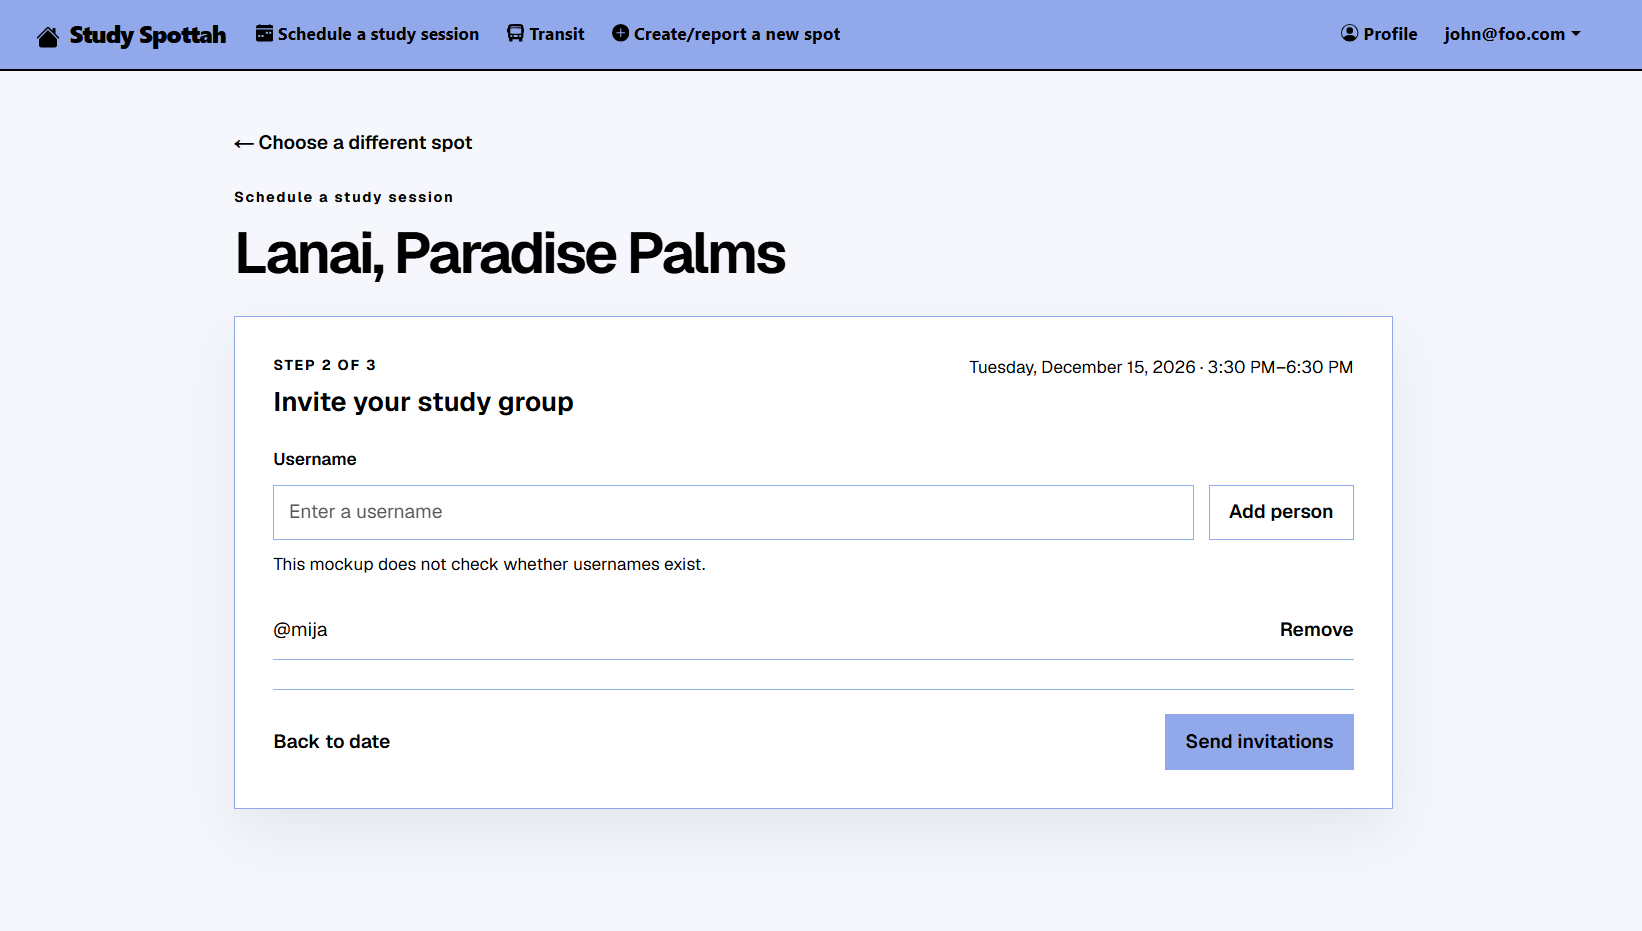 Study Spottah
Schedule a study session
Transit
Create/report a new spot
Profile
john@foo.com
← Choose a different spot
Schedule a study session
Lanai, Paradise Palms
STEP 2 OF 3
Tuesday, December 15, 2026 · 3:30 PM–6:30 PM
Invite your study group
Username
Enter a username
Add person
This mockup does not check whether usernames exist.
@mija
Remove
Back to date
Send invitations